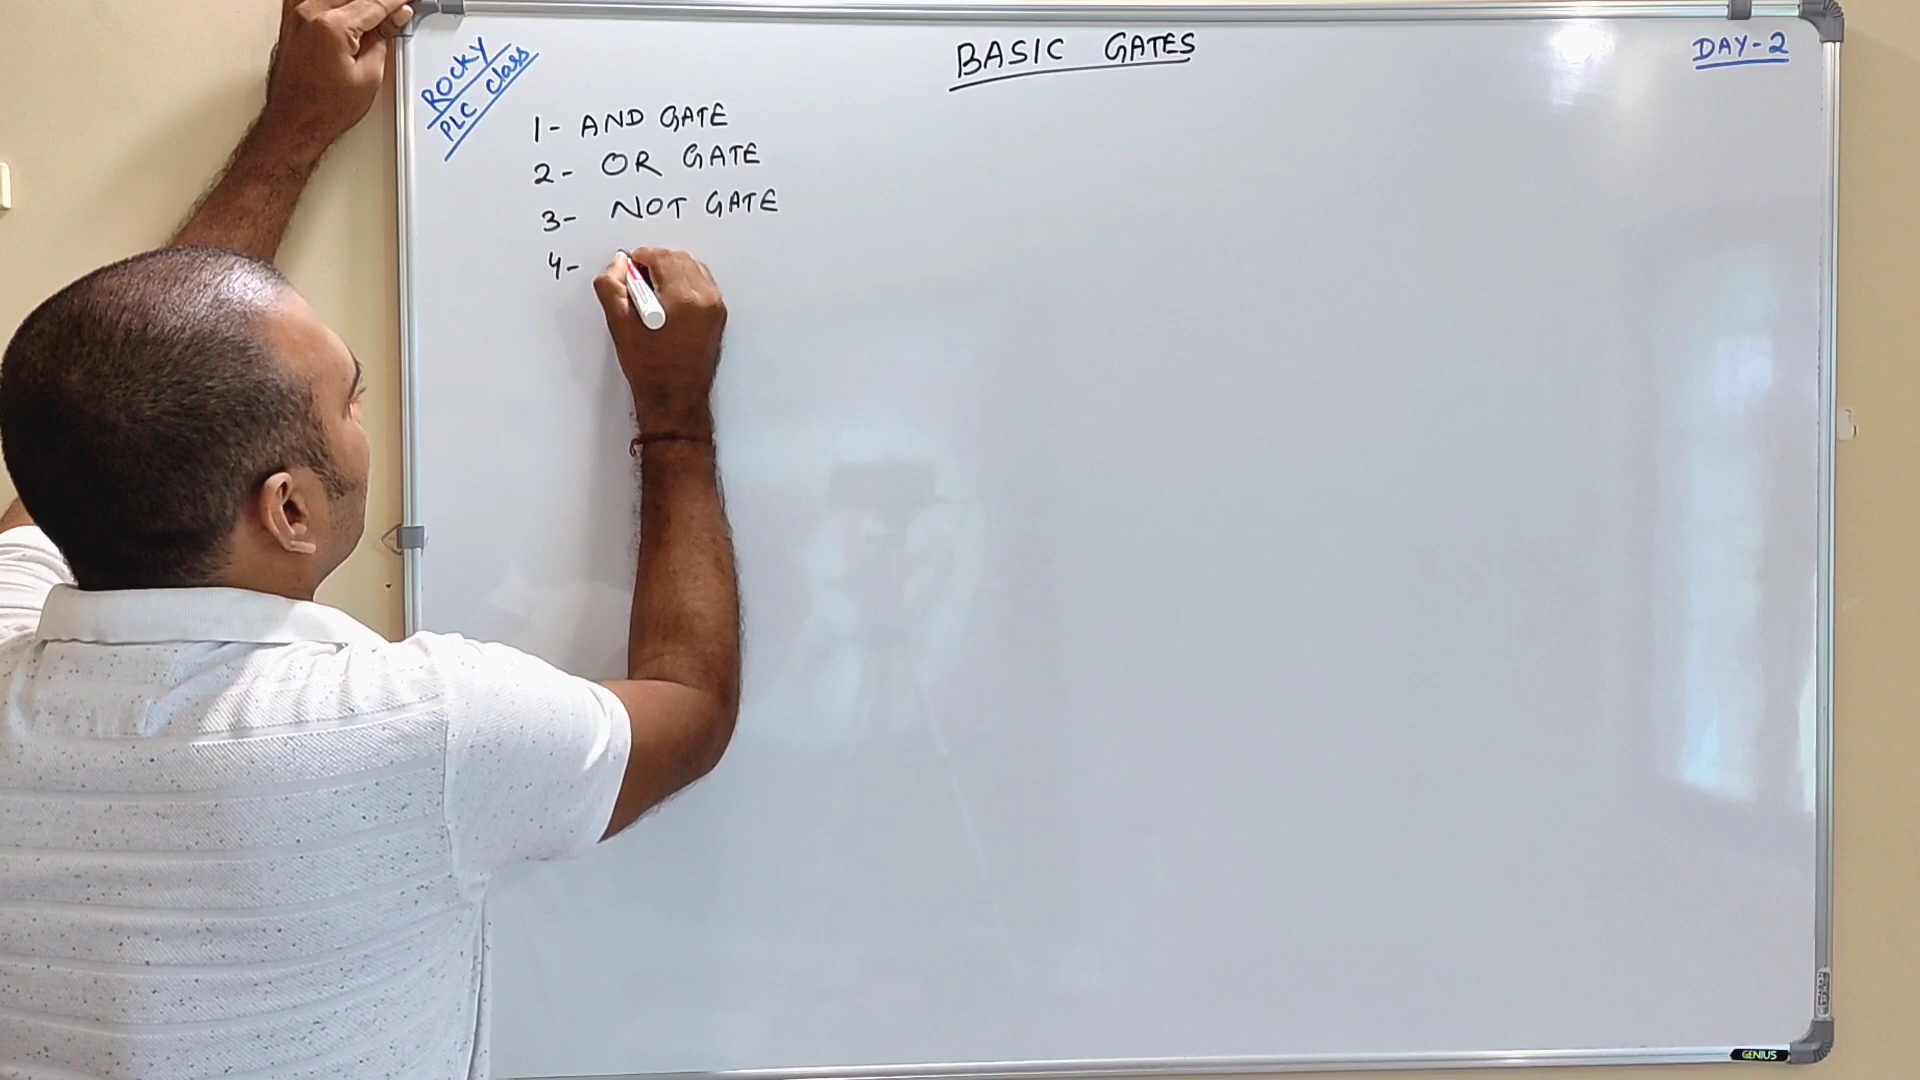 ROCKY
PLC Class
BASIC GATES
DAY-2
1- AND GATE
2- OR GATE
3- NOT GATE
4-
GENIUS